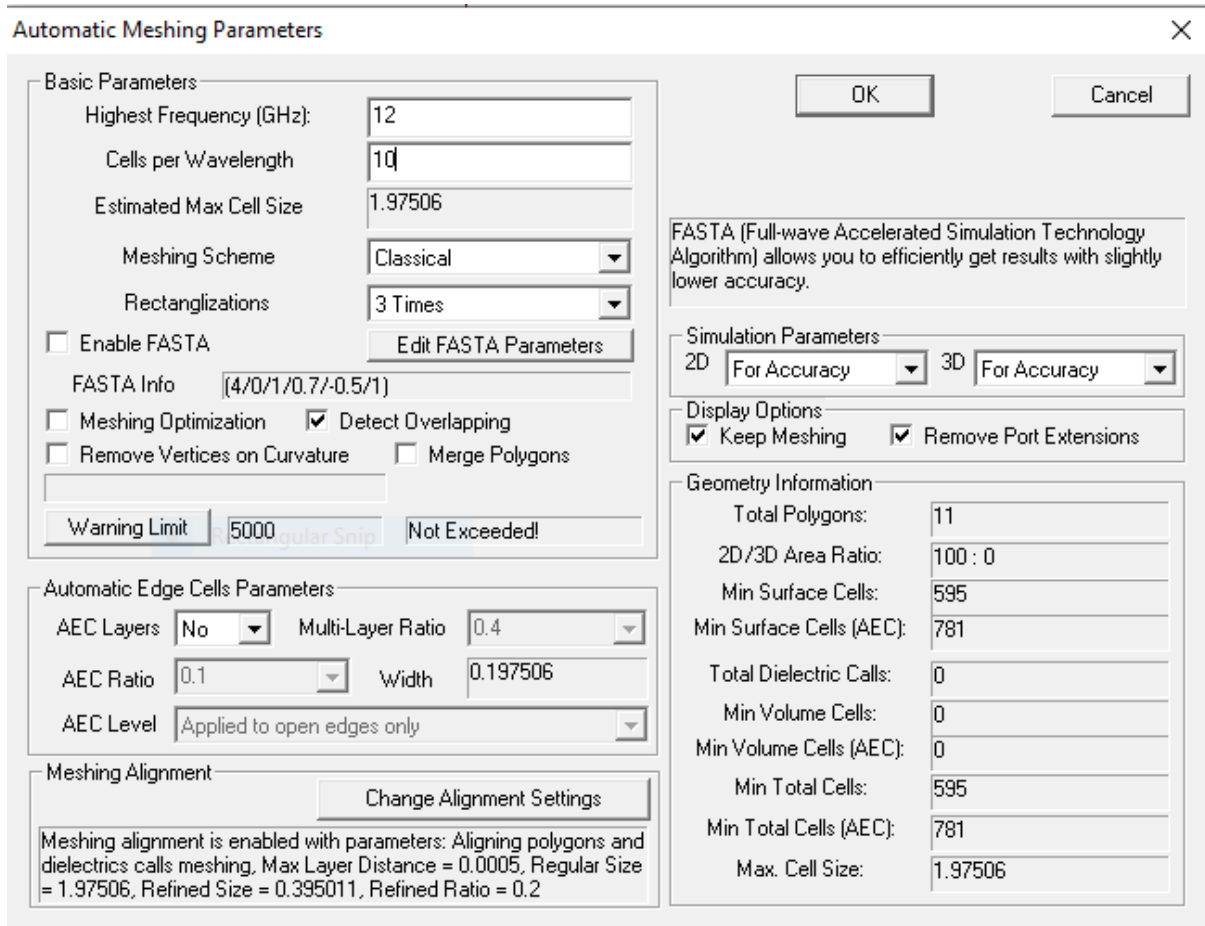 Automatic Meshing Parameters
Basic Parameters
Highest Frequency (GHz): 12
Cells per Wavelength 10
Estimated Max Cell Size 1.97506
Meshing Scheme Classical
Rectanglizations 3 Times
Enable FASTA Edit FASTA Parameters
FASTA Info (4/0/1/0.7/-0.5/1)
Meshing Optimization Detect Overlapping
Remove Vertices on Curvature Merge Polygons
Warning Limit 5000 Not Exceeded!
Rectangular Snip
Automatic Edge Cells Parameters
AEC Layers No Multi-Layer Ratio 0.4
AEC Ratio 0.1 Width 0.197506
AEC Level Applied to open edges only
Meshing Alignment
Change Alignment Settings
Meshing alignment is enabled with parameters: Aligning polygons and
dielectrics calls meshing, Max Layer Distance = 0.0005, Regular Size
= 1.97506, Refined Size = 0.395011, Refined Ratio = 0.2
OK Cancel
FASTA (Full-wave Accelerated Simulation Technology
Algorithm) allows you to efficiently get results with slightly
lower accuracy.
Simulation Parameters
2D For Accuracy 3D For Accuracy
Display Options
Keep Meshing Remove Port Extensions
Geometry Information
Total Polygons: 11
2D/3D Area Ratio: 100 : 0
Min Surface Cells: 595
Min Surface Cells (AEC): 781
Total Dielectric Calls: 0
Min Volume Cells: 0
Min Volume Cells (AEC): 0
Min Total Cells: 595
Min Total Cells (AEC): 781
Max. Cell Size: 1.97506